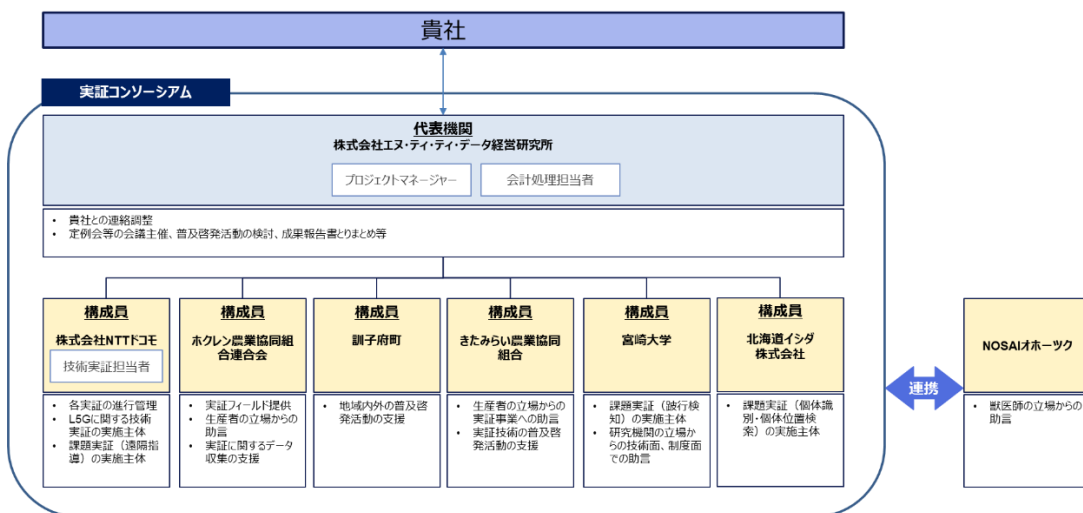 貴社
実証コンソーシアム
代表機関
株式会社エヌ・ティ・ティ・データ経営研究所
プロジェクトマネージャー
会計処理担当者
• 貴社との連絡調整
• 定例会等の会議主催、普及啓発活動の検討、成果報告書とりまとめ等
構成員
株式会社NTTドコモ
技術実証担当者
• 各実証の進行管理
• L5Gに関する技術
実証の実施主体
• 課題実証（遠隔指
導）の実施主体
構成員
ホクレン農業協同組
合連合会
• 実証フィールド提供
• 生産者の立場からの
助言
• 実証に関するデータ
収集の支援
構成員
訓子府町
• 地域内外の普及啓
発活動の支援
構成員
きたみらい農業協同
組合
• 生産者の立場からの
実証事業への助言
• 実証技術の普及啓
発活動の支援
構成員
宮崎大学
• 課題実証（跛行検
知）の実施主体
• 研究機関の立場か
らの技術面、制度面
での助言
構成員
北海道イシダ
株式会社
• 課題実証（個体識
別・個体位置検
索）の実施主体
連携
NOSAIオホーツク
• 獣医師の立場からの
助言